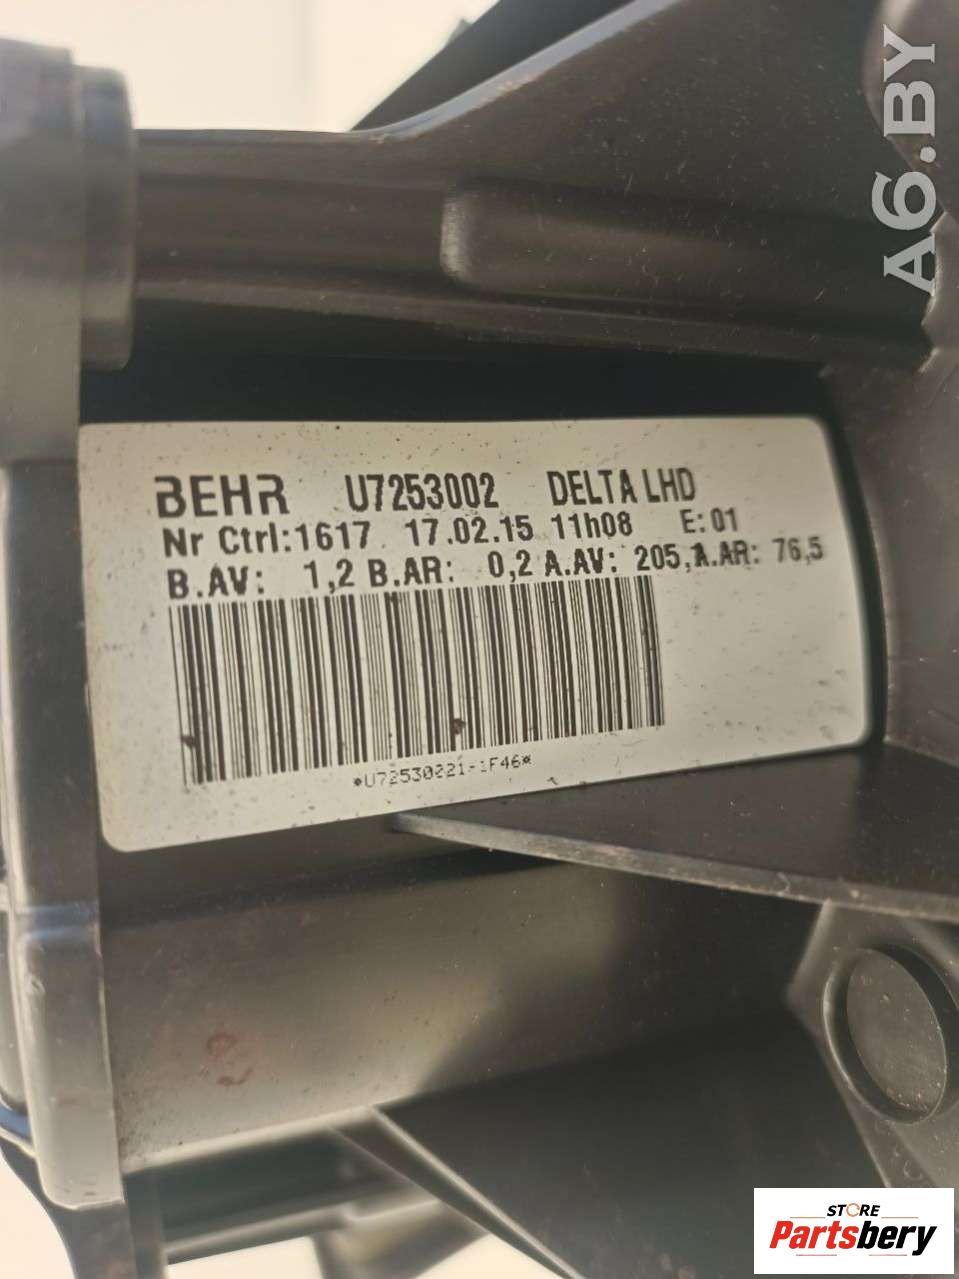 A6.BY
BEHR U7253002 DELTA LHD
Nr Ctrl:1617 17.02.15 11h08 E:01
B.AV: 1,2 B.AR: 0,2 A.AV: 205, A.AR: 76,5
*U72530221-1F46*
STORE
Partsbery